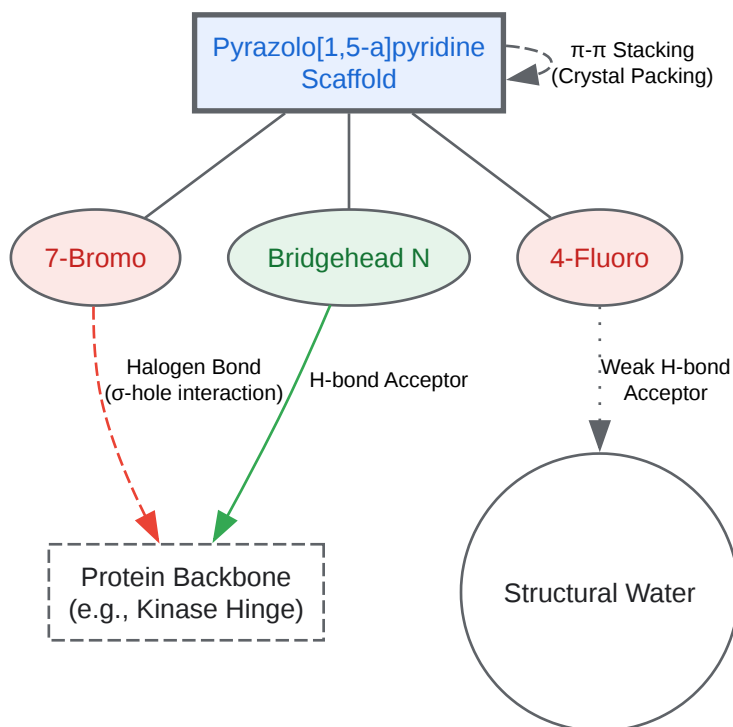 Pyrazolo[1,5-a]pyridine
Scaffold
π-π Stacking
(Crystal Packing)
7-Bromo
Bridgehead N
4-Fluoro
Halogen Bond
(σ-hole interaction)
H-bond Acceptor
Weak H-bond
Acceptor
Protein Backbone
(e.g., Kinase Hinge)
Structural Water